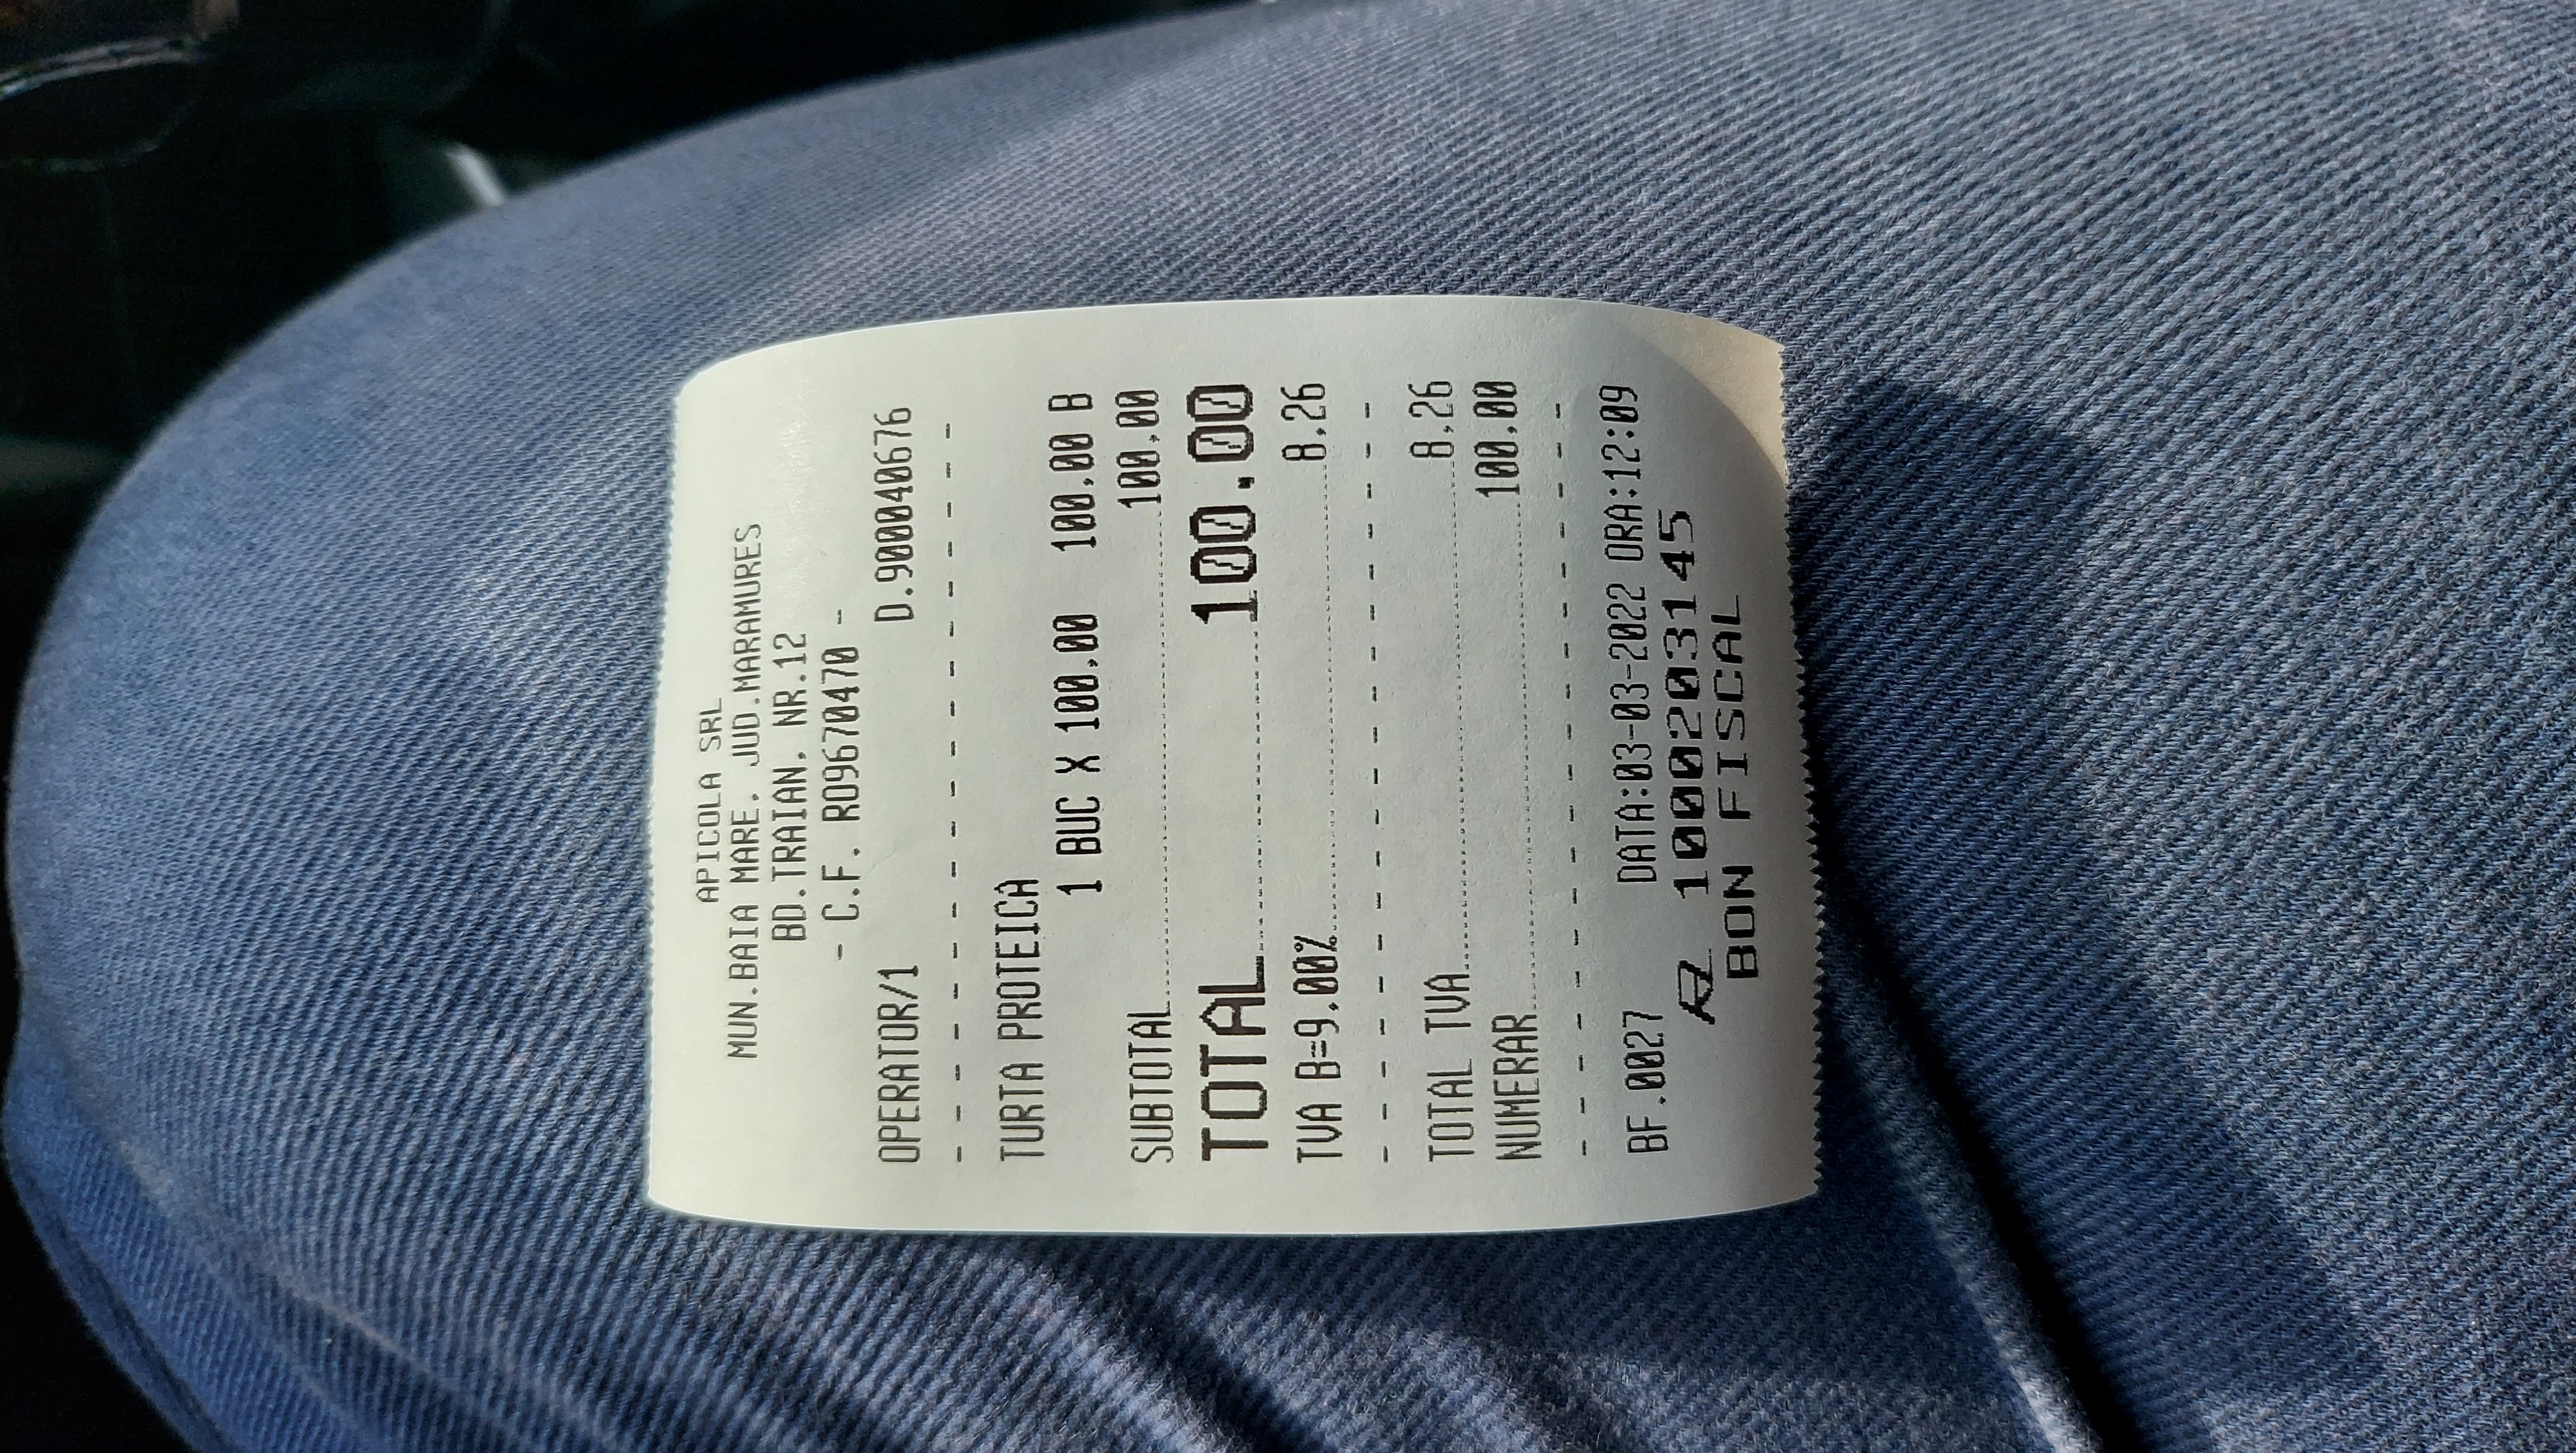 APICOLA SRL
MUN.BAIA MARE, JUD.MARAMURES
BD.TRAIAN, NR.12
- C.F. RO9670470 -
OPERATOR/1 D.9000040676
- - - - - - - - - - - - - - - - - -
TURTA PROTEICA
1 BUC X 100,00 100,00 B
SUBTOTAL 100,00
TOTAL 100.00
TVA B=9,00% 8,26
- - - - - - - - - - - - - - - - - -
TOTAL TVA 8,26
NUMERAR 100,00
- - - - - - - - - - - - - - - - - -
BF.0027 DATA:03-03-2022 ORA:12:09
1000203145
BON FISCAL